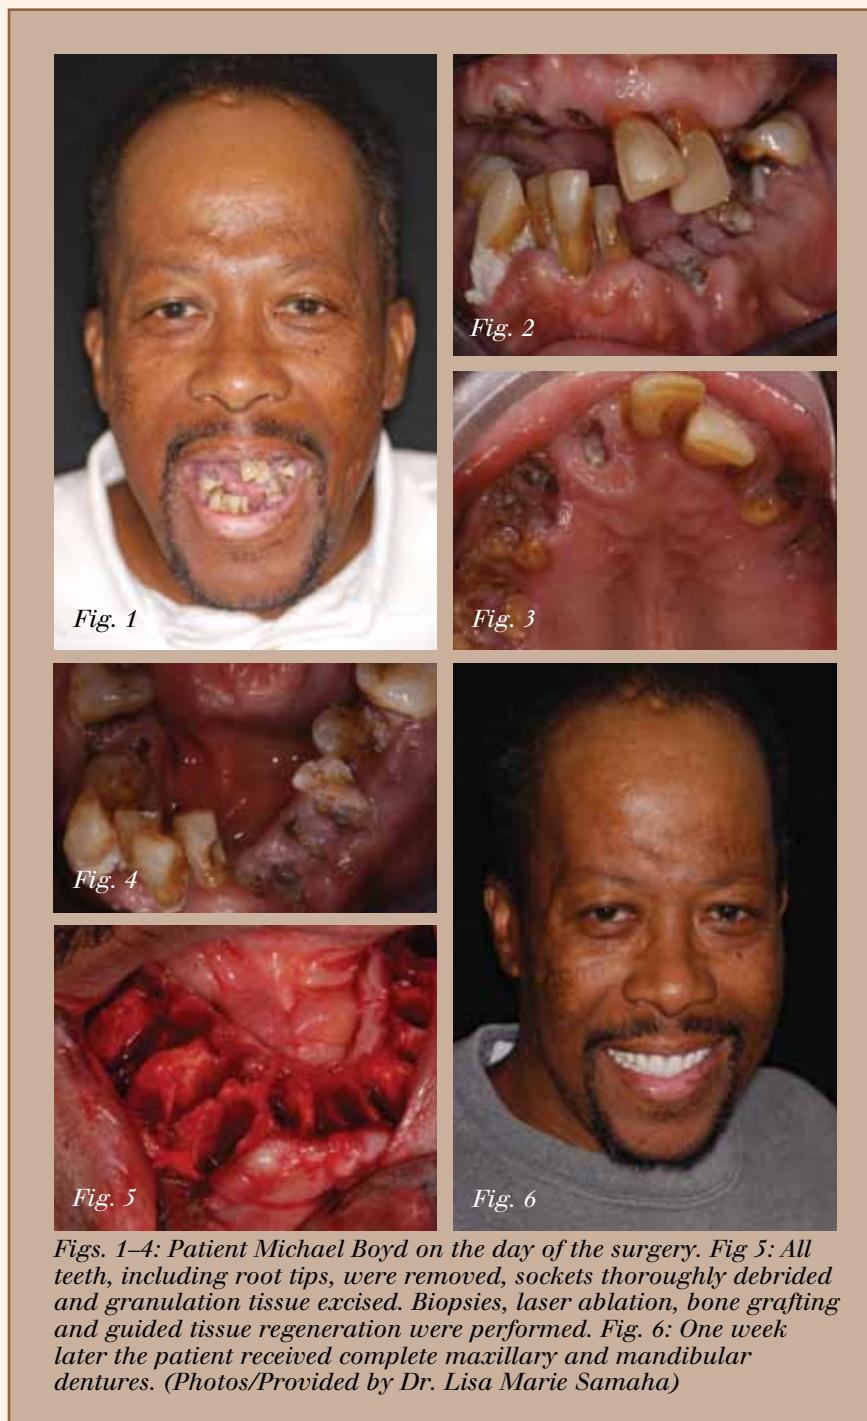 Fig. 1
Fig. 2
Fig. 3
Fig. 4
Fig. 5
Fig. 6
Figs. 1–4: Patient Michael Boyd on the day of the surgery. Fig 5: All
teeth, including root tips, were removed, sockets thoroughly debrided
and granulation tissue excised. Biopsies, laser ablation, bone grafting
and guided tissue regeneration were performed. Fig. 6: One week
later the patient received complete maxillary and mandibular
dentures. (Photos/Provided by Dr. Lisa Marie Samaha)